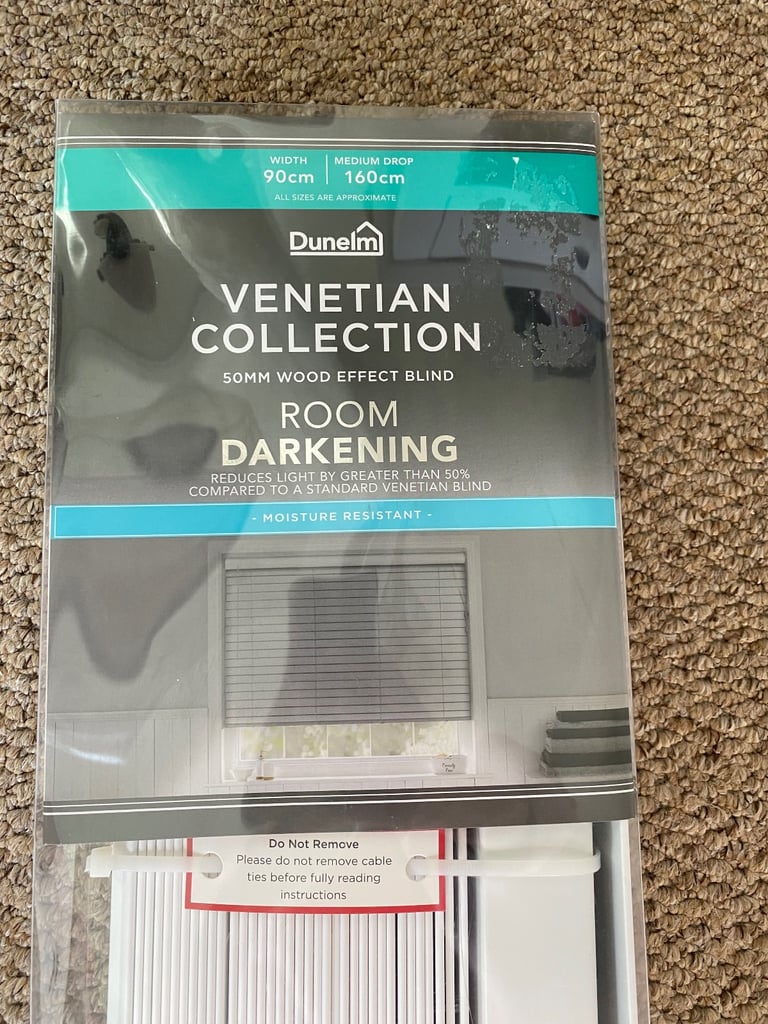 WIDTH
90cm
MEDIUM DROP
160cm
ALL SIZES ARE APPROXIMATE
Dunelm
VENETIAN
COLLECTION
50MM WOOD EFFECT BLIND
ROOM
DARKENING
REDUCES LIGHT BY GREATER THAN 50%
COMPARED TO A STANDARD VENETIAN BLIND
- MOISTURE RESISTANT -
Do Not Remove
Please do not remove cable
ties before fully reading
instructions